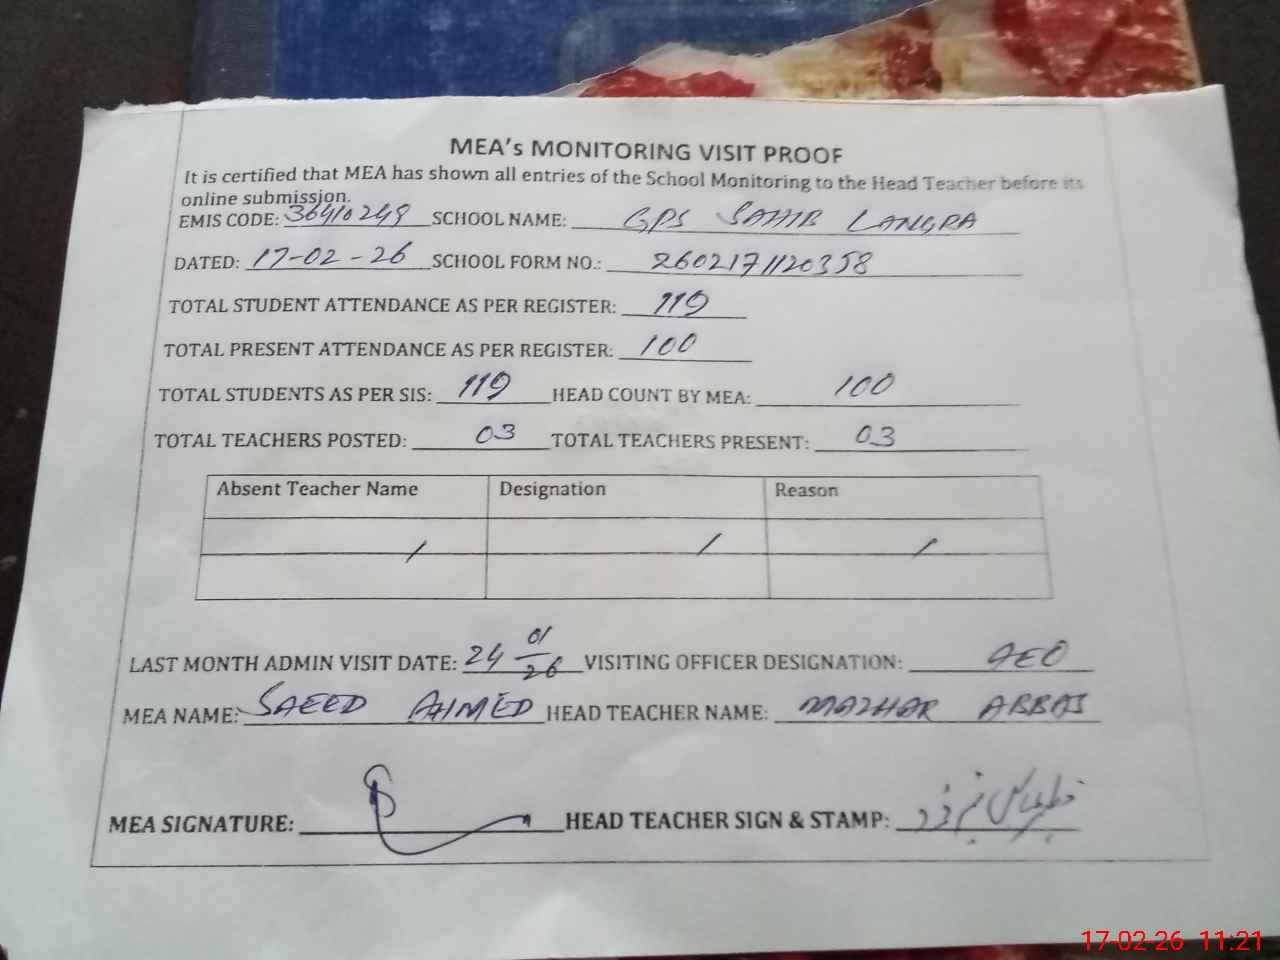 MEA's MONITORING VISIT PROOF
It is certified that MEA has shown all entries of the School Monitoring to the Head Teacher before its
online submission.
EMIS CODE: 36410249 SCHOOL NAME: GPS SAHIB LANGRA
DATED: 17-02-26 SCHOOL FORM NO.: 2602171120358
TOTAL STUDENT ATTENDANCE AS PER REGISTER: 119
TOTAL PRESENT ATTENDANCE AS PER REGISTER: 100
TOTAL STUDENTS AS PER SIS: 119 HEAD COUNT BY MEA: 100
TOTAL TEACHERS POSTED: 03 TOTAL TEACHERS PRESENT: 03
Absent Teacher Name Designation Reason
/ / /
LAST MONTH ADMIN VISIT DATE: 24 01/26 VISITING OFFICER DESIGNATION: AEO
MEA NAME: SAEED AHMED HEAD TEACHER NAME: MAZHAR ABBAS
MEA SIGNATURE: HEAD TEACHER SIGN & STAMP:
17-02-26 11:21